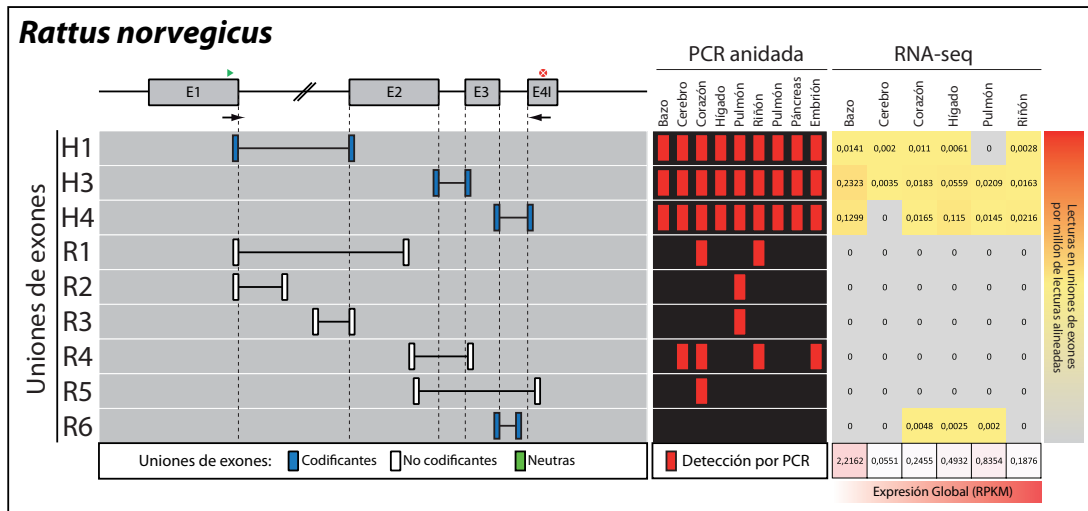 Rattus norvegicus
PCR anidada
RNA-seq
E1
E2
E3
E4I
Bazo
Cerebro
Corazón
Hígado
Pulmón
Riñón
Pulmón
Páncreas
Embrión
Bazo
Cerebro
Corazón
Hígado
Pulmón
Riñón
Uniones de exones
H1
0,0141 0,002 0,011 0,0061 0 0,0028
H3
0,2323 0,0035 0,0183 0,0559 0,0209 0,0163
H4
0,1299 0 0,0165 0,115 0,0145 0,0216
R1
0 0 0 0 0 0
R2
0 0 0 0 0 0
R3
0 0 0 0 0 0
R4
0 0 0 0 0 0
R5
0 0 0 0 0 0
R6
0 0 0,0048 0,0025 0,002 0
Lecturas en uniones de exones
por millón de lecturas alineadas
Uniones de exones: Codificantes No codificantes Neutras
Detección por PCR
2,2162 0,0551 0,2455 0,4932 0,8354 0,1876
Expresión Global (RPKM)